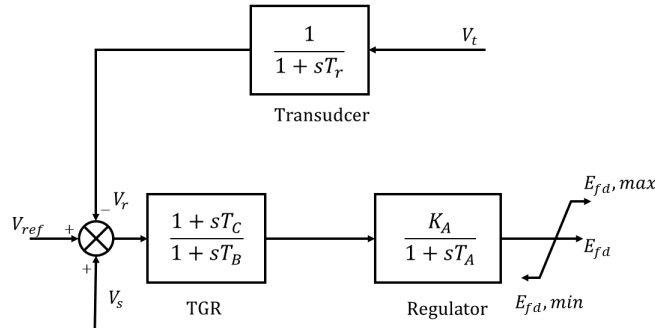 1
1 + sT_r
V_t
Transudcer
− V_r
V_ref +
+
V_s
1 + sT_C
1 + sT_B
TGR
K_A
1 + sT_A
Regulator
E_fd, max
E_fd
E_fd, min